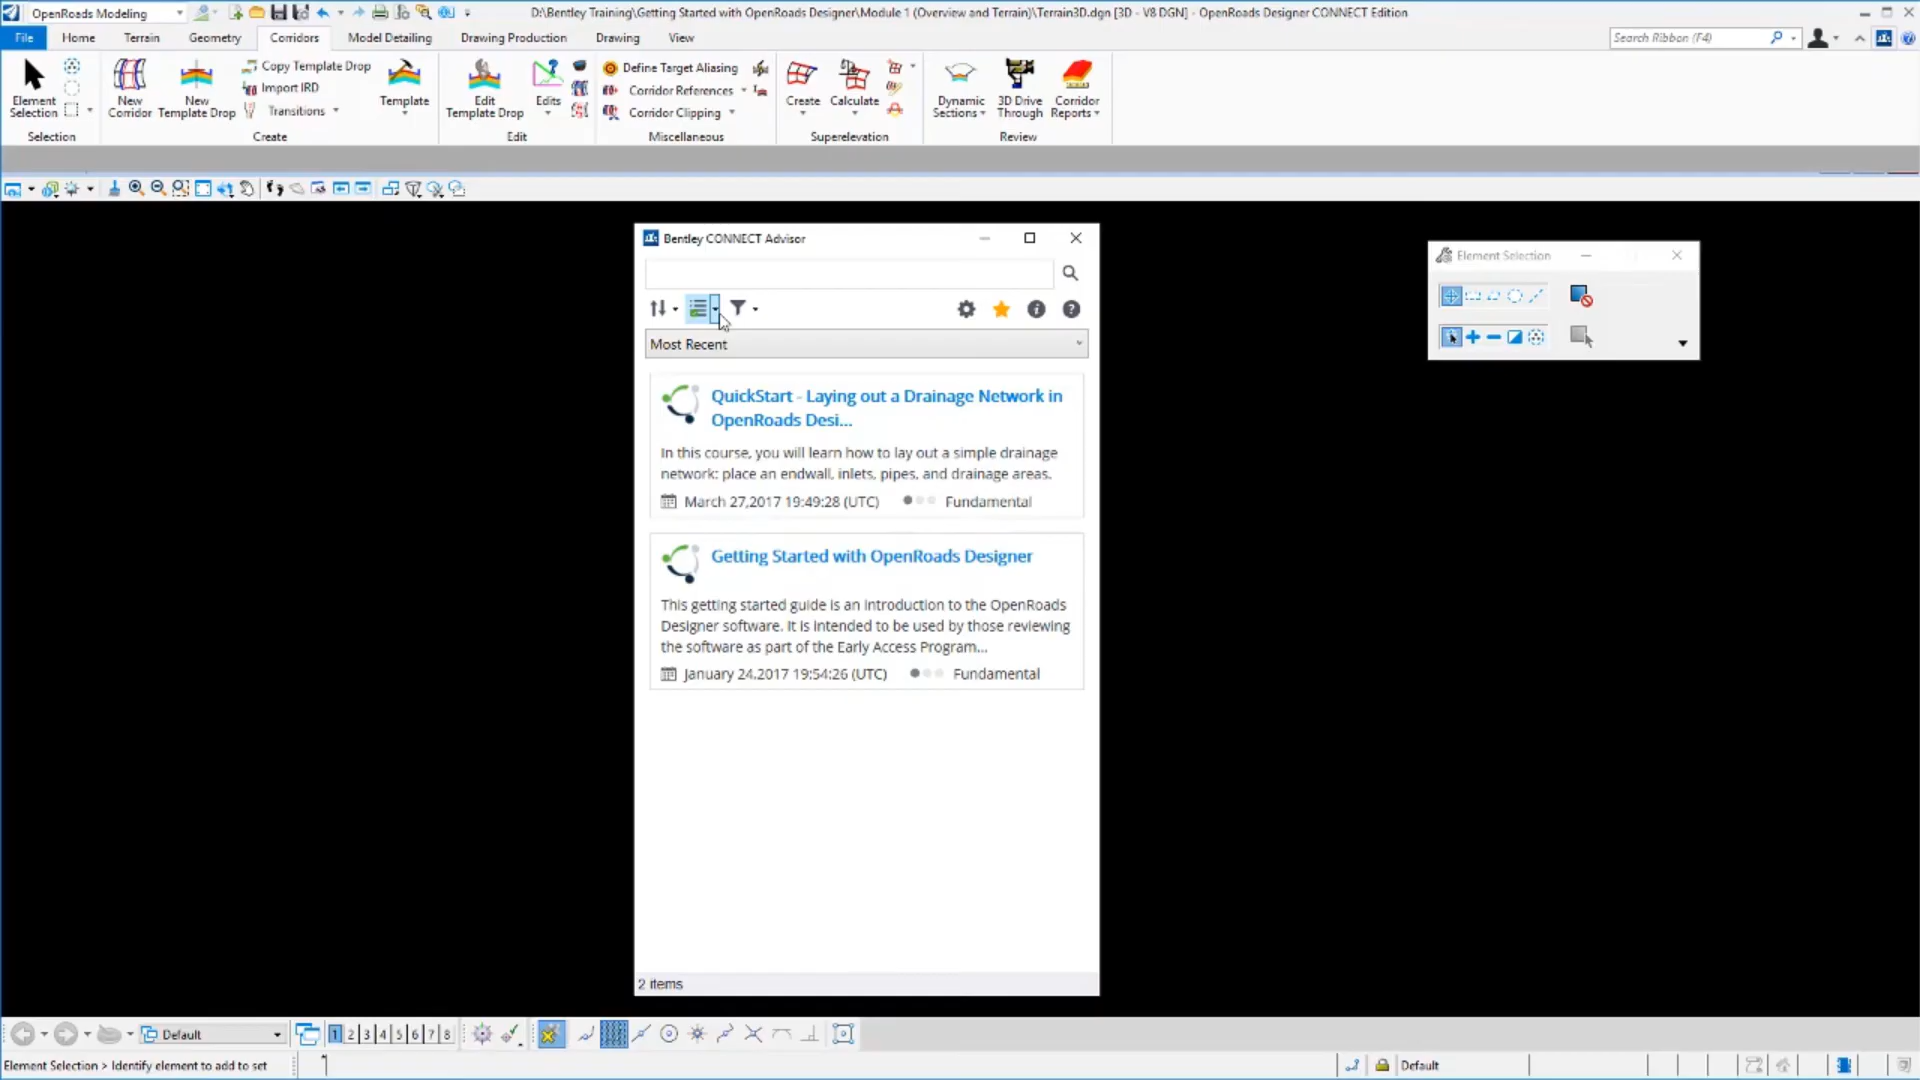 OpenRoads Modeling
D:\Bentley Training\Getting Started with OpenRoads Designer\Module 1 (Overview and Terrain)\Terrain3D.dgn [3D - V8 DGN] - OpenRoads Designer CONNECT Edition
File Home Terrain Geometry Corridors Model Detailing Drawing Production Drawing View
Search Ribbon (F4)
Element Selection
New Corridor
New Template Drop
Copy Template Drop
Import IRD
Transitions
Template
Edit Template Drop
Edits
Define Target Aliasing
Corridor References
Corridor Clipping
Create
Calculate
Dynamic Sections
3D Drive Through
Corridor Reports
Selection Create Edit Miscellaneous Superelevation Review
Bentley CONNECT Advisor
Most Recent
QuickStart - Laying out a Drainage Network in
OpenRoads Desi...
In this course, you will learn how to lay out a simple drainage
network: place an endwall, inlets, pipes, and drainage areas.
March 27,2017 19:49:28 (UTC) Fundamental
Getting Started with OpenRoads Designer
This getting started guide is an introduction to the OpenRoads
Designer software. It is intended to be used by those reviewing
the software as part of the Early Access Program...
January 24,2017 19:54:26 (UTC) Fundamental
2 items
Element Selection
Default
1 2 3 4 5 6 7 8
Element Selection > Identify element to add to set
Default